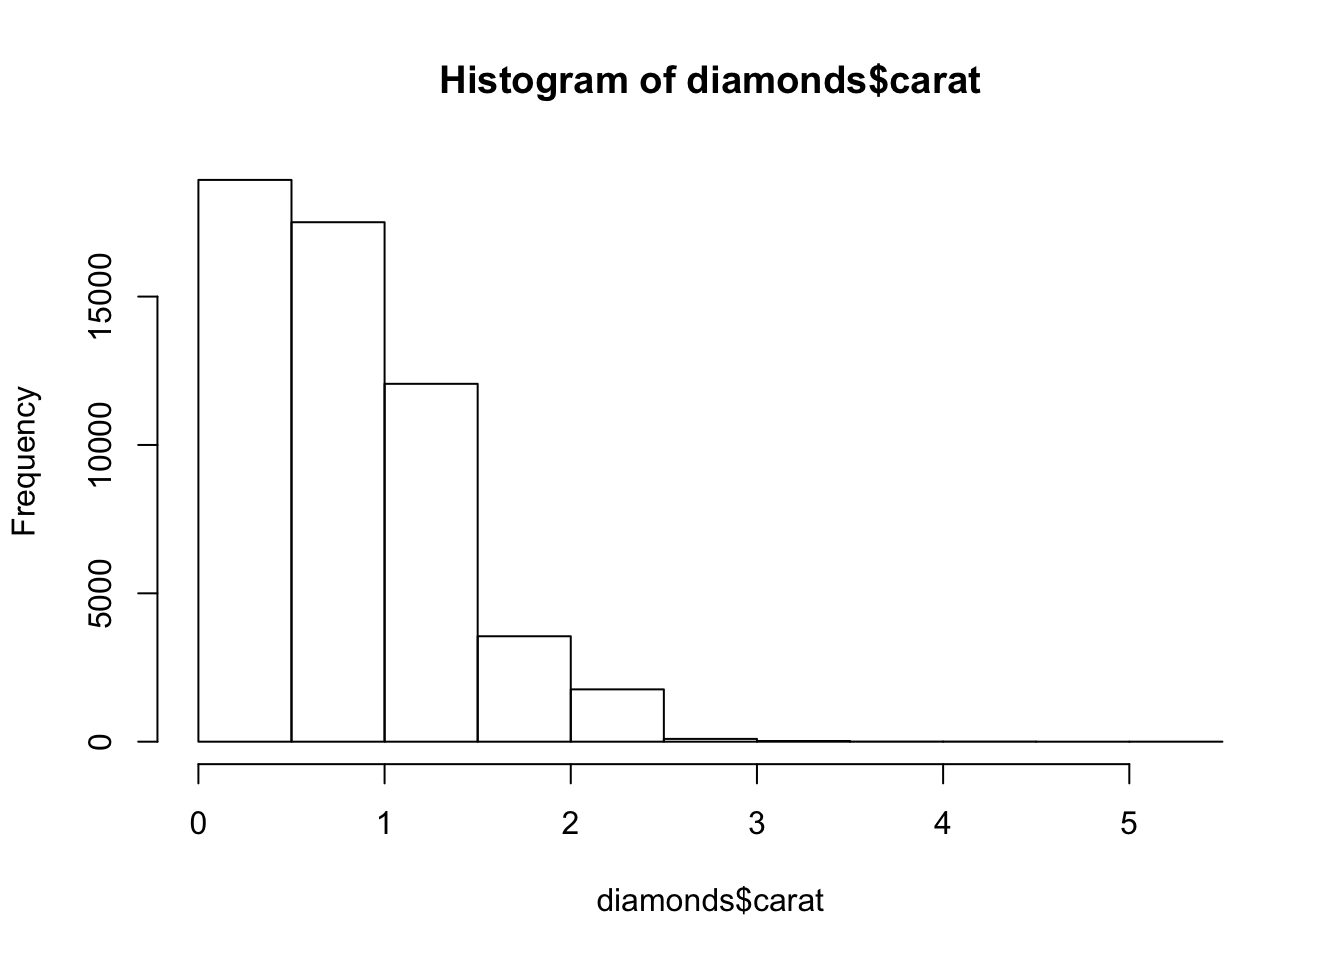 Histogram of diamonds$carat
Frequency
15000
10000
5000
0
0 1 2 3 4 5
diamonds$carat